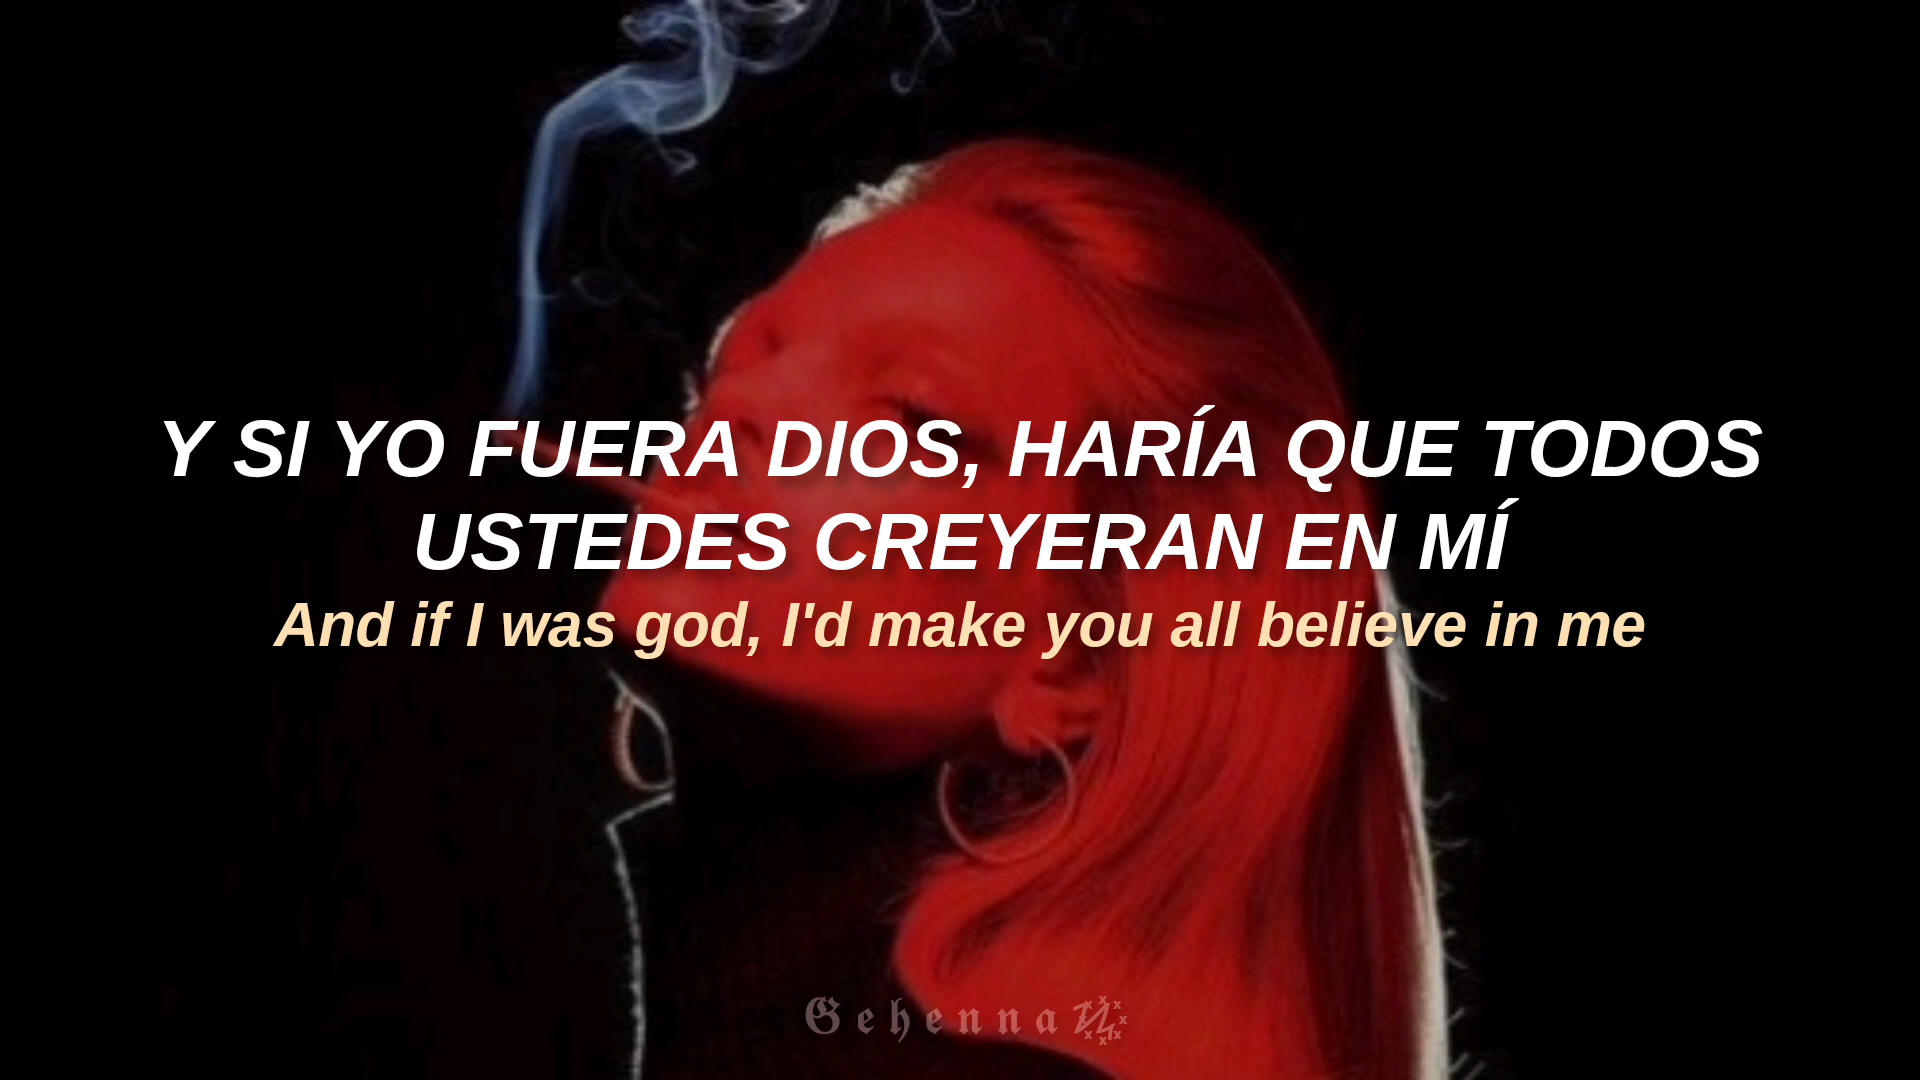 Y SI YO FUERA DIOS, HARÍA QUE TODOS
USTEDES CREYERAN EN MÍ
And if I was god, I'd make you all believe in me
Gehenna